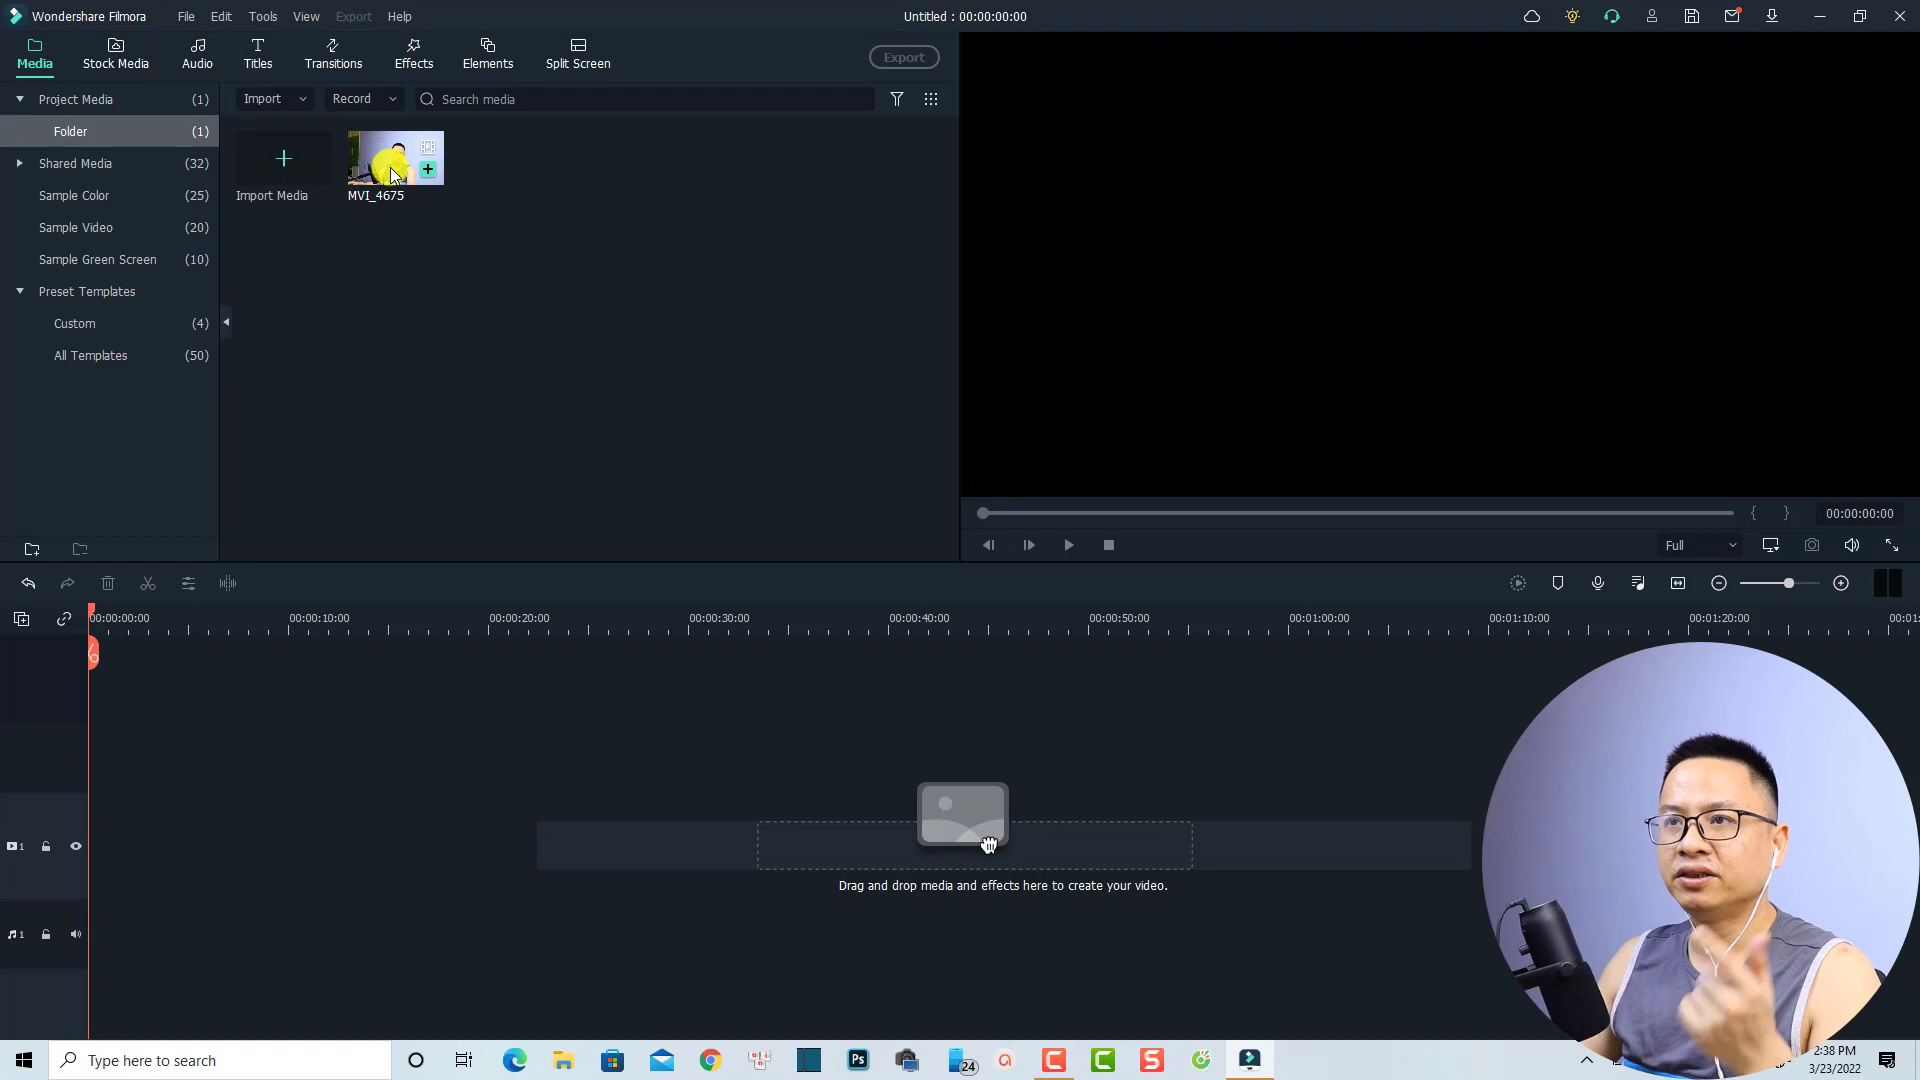 Wondershare Filmora File Edit Tools View Export Help Untitled : 00:00:00:00
Media Stock Media Audio Titles Transitions Effects Elements Split Screen Export
Project Media (1) Import Record Search media
Folder (1)
Shared Media (32)
Sample Color (25) Import Media MVI_4675
Sample Video (20)
Sample Green Screen (10)
Preset Templates
Custom (4)
All Templates (50)
{ } 00:00:00:00
Full
00:00:00:00 00:00:10:00 00:00:20:00 00:00:30:00 00:00:40:00 00:00:50:00 00:01:00:00 00:01:10:00 00:01:20:00 00:01:
1
Drag and drop media and effects here to create your video.
1
Type here to search Ps 24 2:38 PM
3/23/2022